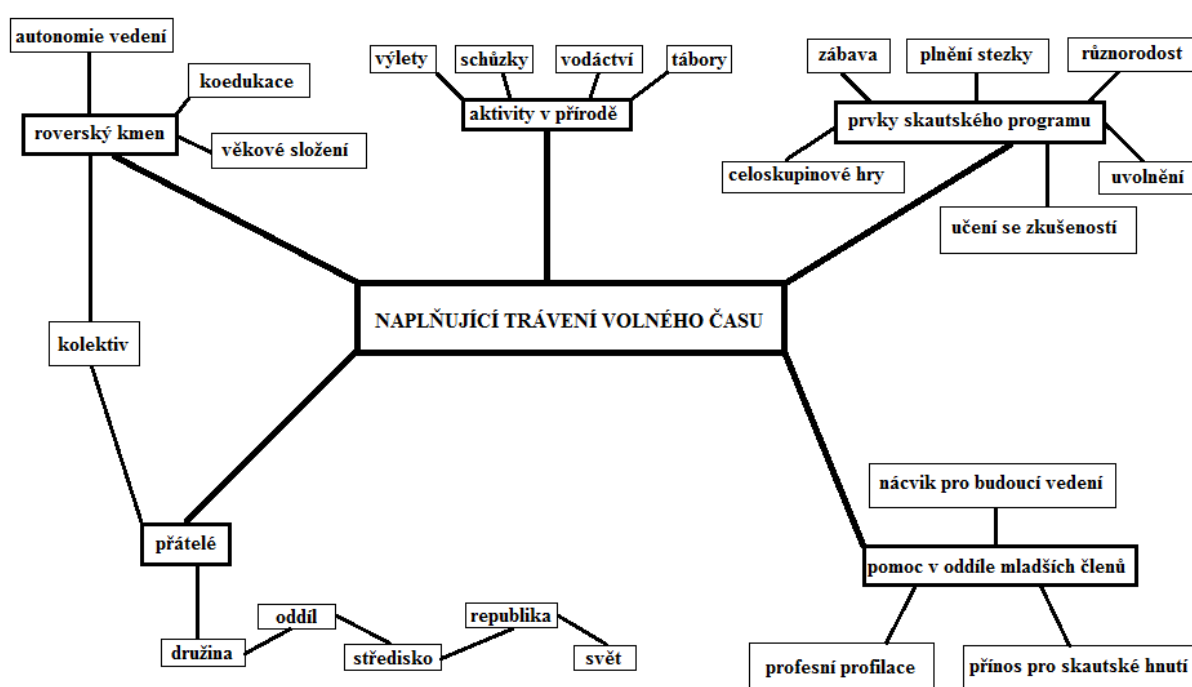 autonomie vedení
koedukace
roverský kmen
věkové složení
výlety
schůzky
vodáctví
tábory
aktivity v přírodě
zábava
plnění stezky
různorodost
prvky skautského programu
celoskupinové hry
uvolnění
učení se zkušeností
NAPLŇUJÍCÍ TRÁVENÍ VOLNÉHO ČASU
kolektiv
přátelé
družina
oddíl
středisko
republika
svět
nácvik pro budoucí vedení
pomoc v oddíle mladších členů
profesní profilace
přínos pro skautské hnutí